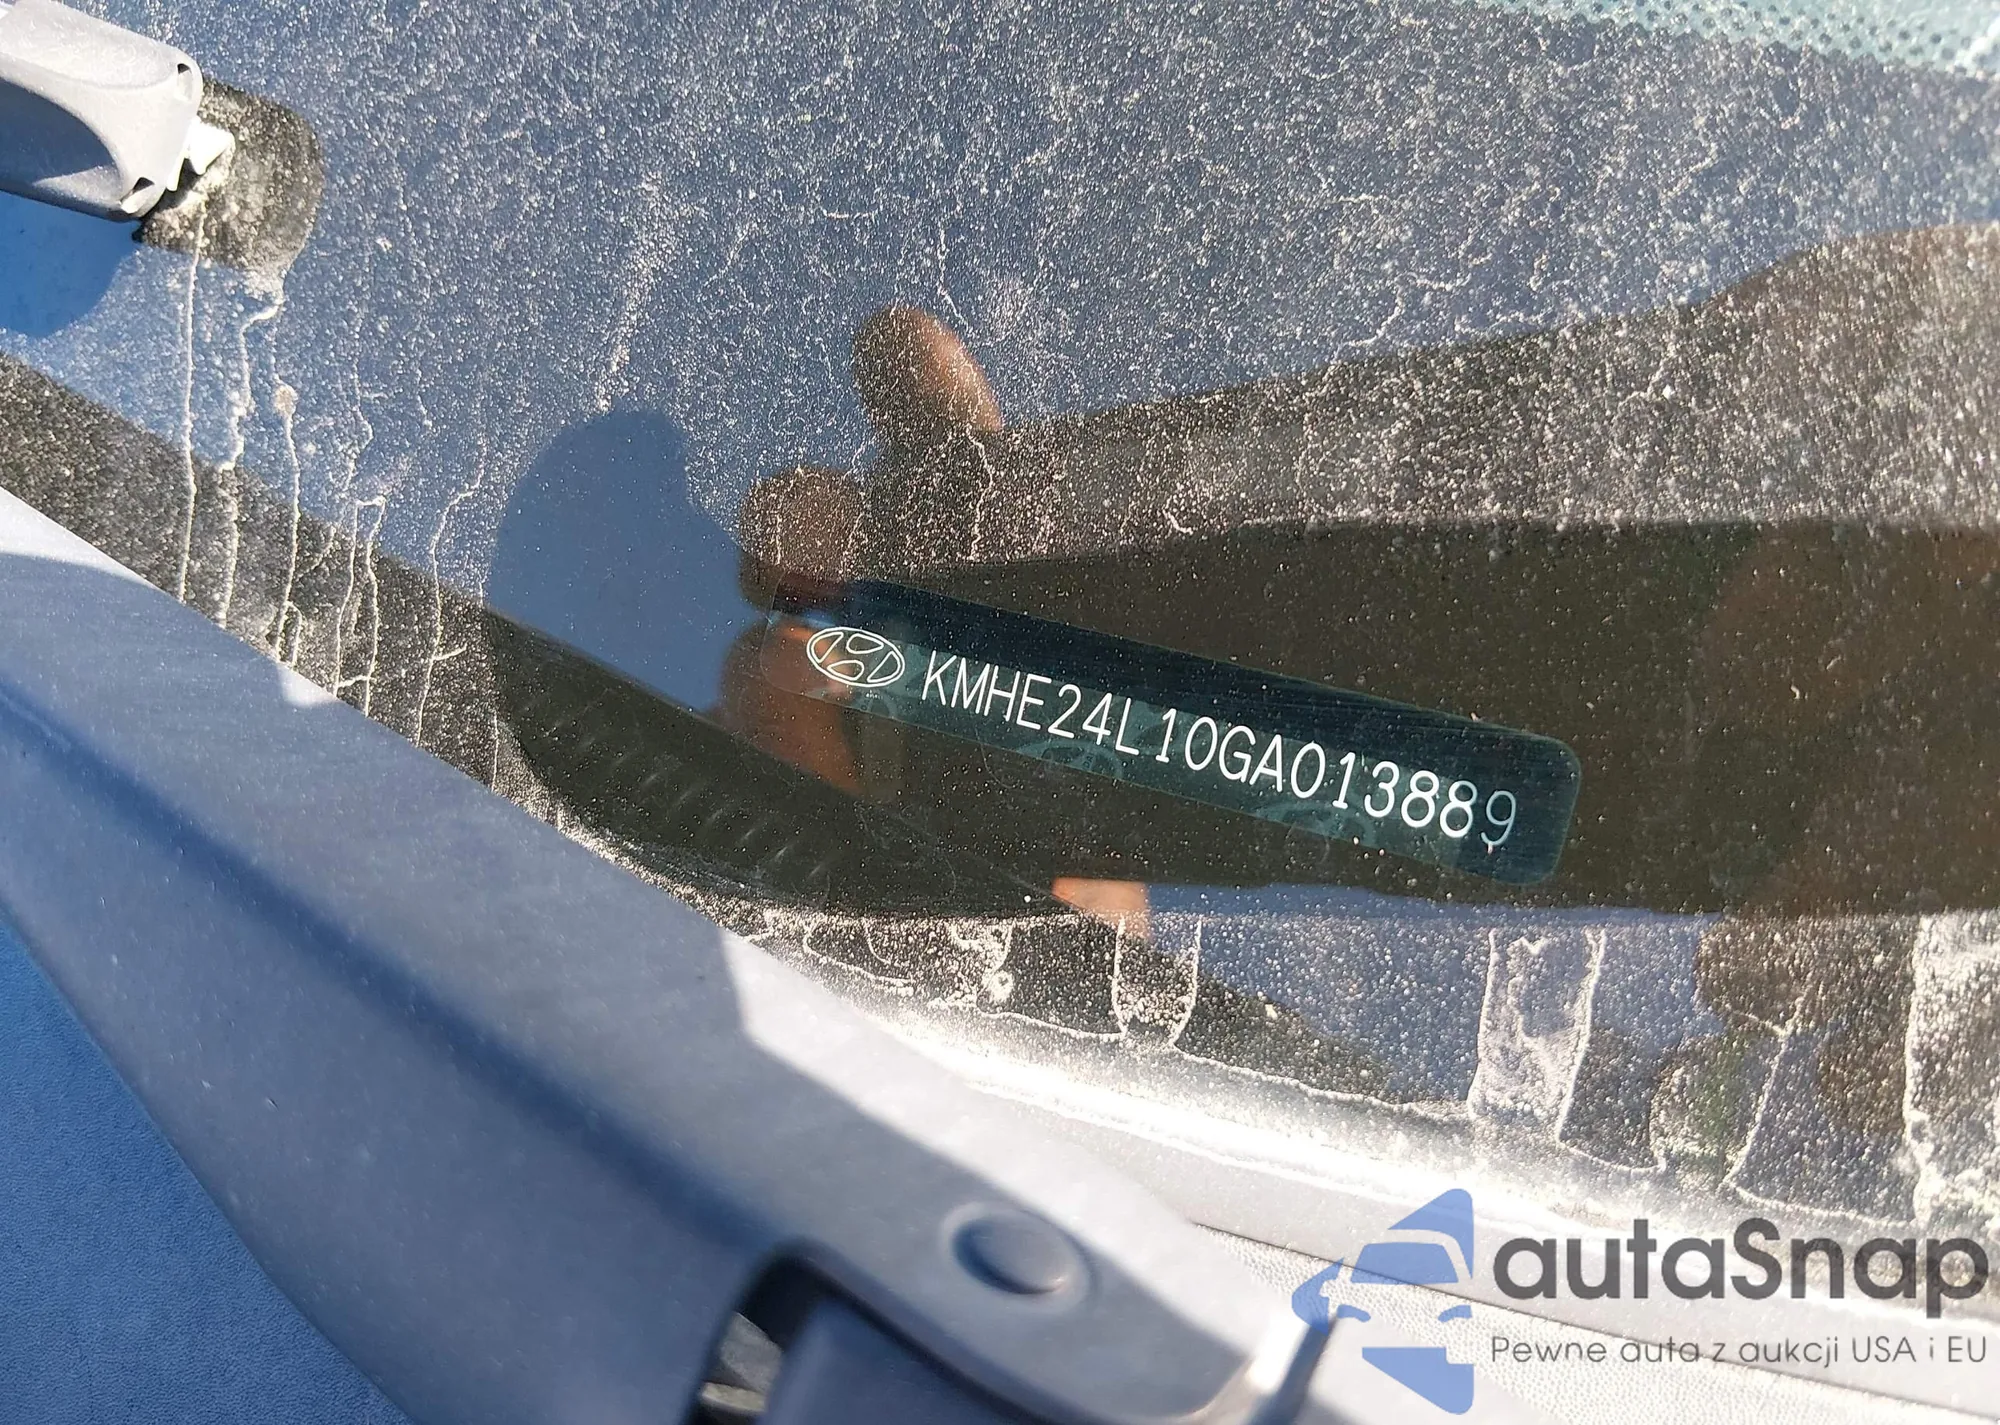 KMHE24L10GA013889
autaSnap
Pewne auta z aukcji USA i EU